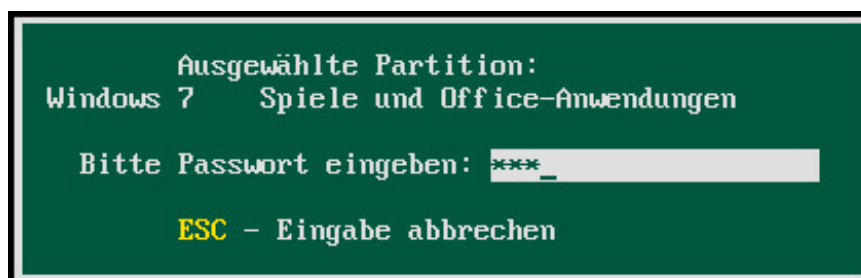 Ausgewählte Partition:
Windows 7 Spiele und Office-Anwendungen
Bitte Passwort eingeben: ***_
ESC - Eingabe abbrechen